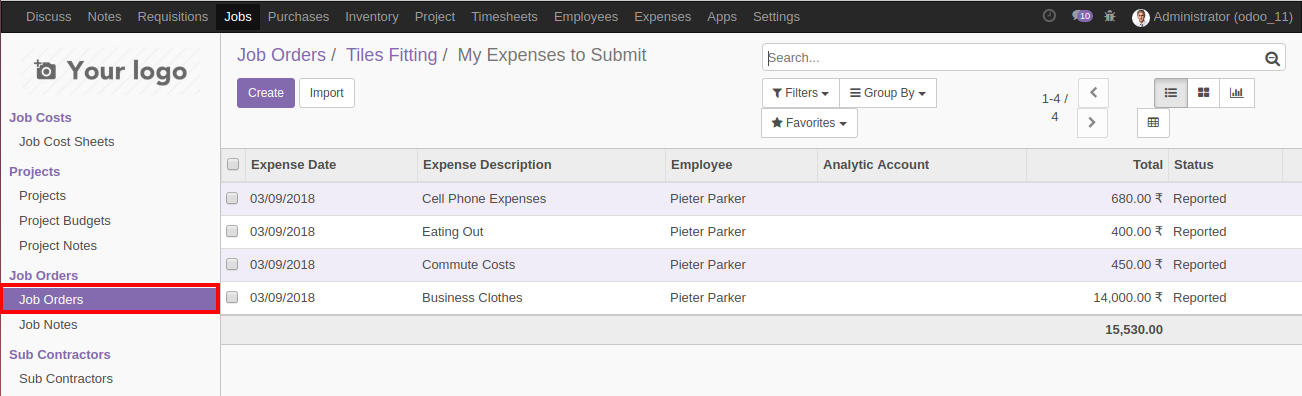 Discuss Notes Requisitions Jobs Purchases Inventory Project Timesheets Employees Expenses Apps Settings 10 Administrator (odoo_11)
Your logo
Job Costs
Job Cost Sheets
Projects
Projects
Project Budgets
Project Notes
Job Orders
Job Orders
Job Notes
Sub Contractors
Sub Contractors
Job Orders / Tiles Fitting / My Expenses to Submit
Search...
Create Import
Filters Group By
Favorites
1-4 /
4
Expense Date Expense Description Employee Analytic Account Total Status
03/09/2018 Cell Phone Expenses Pieter Parker 680.00 ₹ Reported
03/09/2018 Eating Out Pieter Parker 400.00 ₹ Reported
03/09/2018 Commute Costs Pieter Parker 450.00 ₹ Reported
03/09/2018 Business Clothes Pieter Parker 14,000.00 ₹ Reported
15,530.00